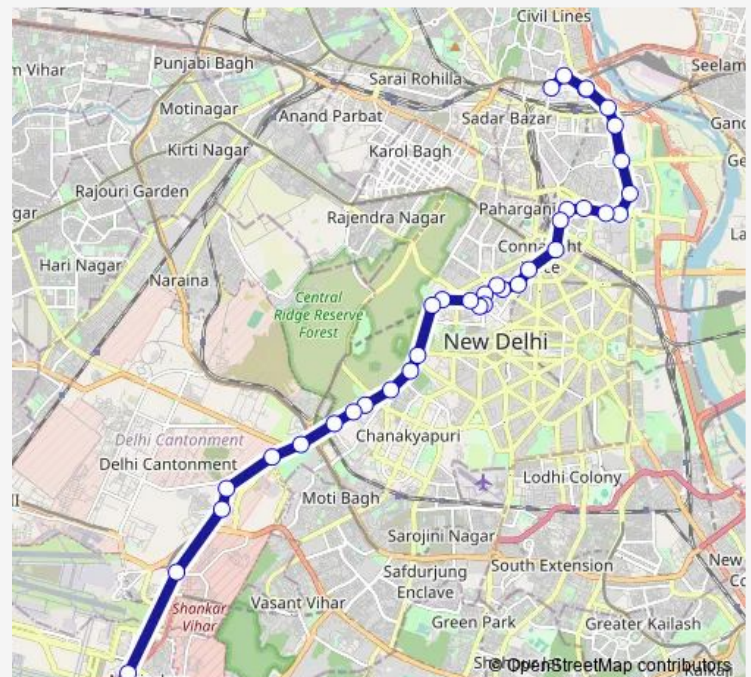 Civil Lines
m Vihar
Punjabi Bagh
Sarai Rohilla
Seelam
Motinagar
Anand Parbat
Sadar Bazar
Kirti Nagar
Karol Bagh
Rajouri Garden
gar
Rajendra Nagar
Paharganj
Hari Nagar
Naraina
Central
Ridge Reserve
Forest
New Delhi
Delhi Cantonment
Chanakyapuri
Delhi Cantonment
Moti Bagh
Lodhi Colony
Sarojini Nagar
South Extension
New
Safdurjung
Enclave
Shankar
Vihar
Vasant Vihar
Green Park
Greater Kailash
© OpenStreetMap contributors